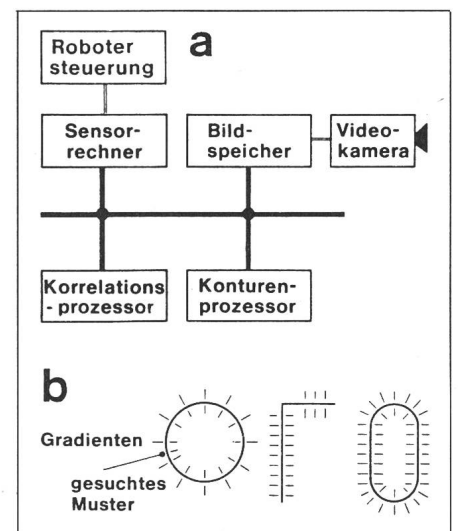 a
Roboter
steuerung
Sensor-
rechner
Bild-
speicher
Video-
kamera
Korrelations
- prozessor
Konturen-
prozessor
b
Gradienten
gesuchtes
Muster